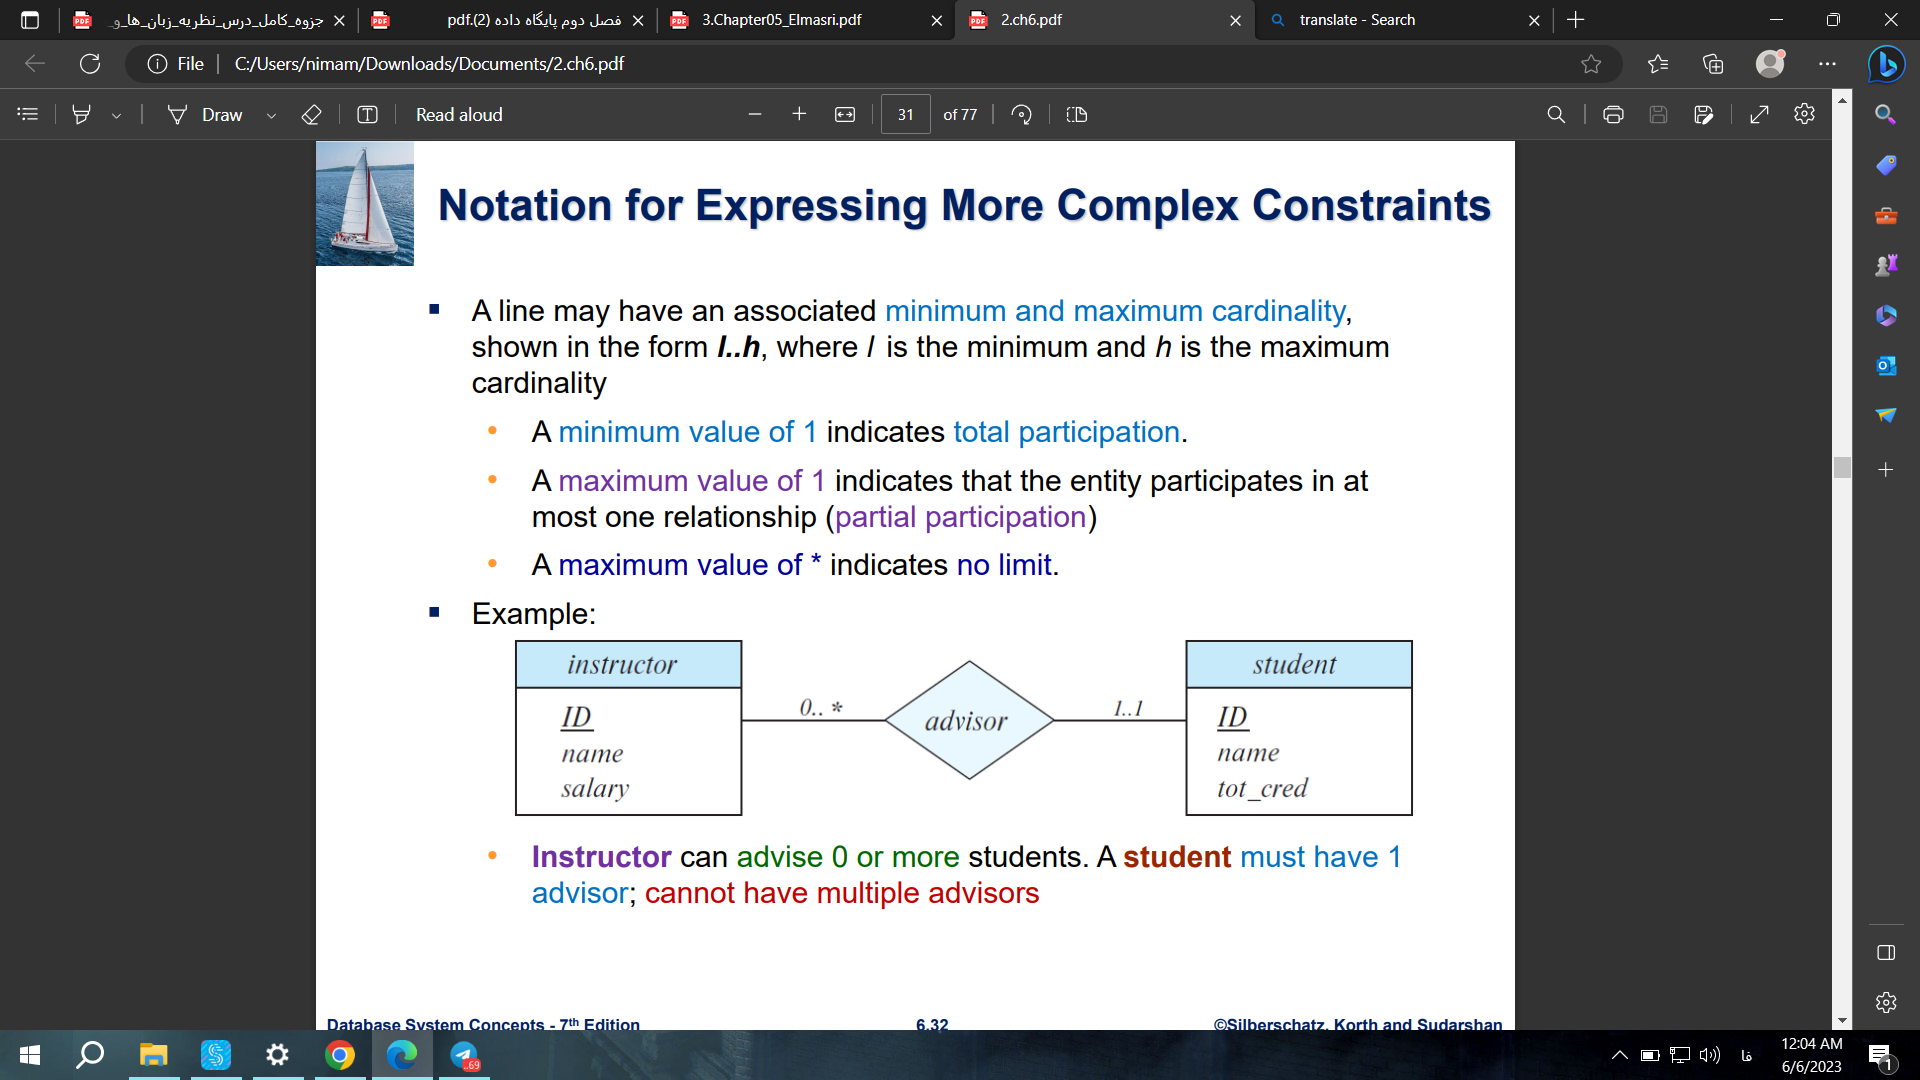 جزوه_کامل_درس_نظریه_زبان_ها_و_
فصل دوم پایگاه داده (2).pdf
3.Chapter05_Elmasri.pdf
2.ch6.pdf
translate - Search
File
C:/Users/nimam/Downloads/Documents/2.ch6.pdf
Draw
Read aloud
31
of 77
Notation for Expressing More Complex Constraints
A line may have an associated minimum and maximum cardinality,
shown in the form l..h, where l is the minimum and h is the maximum
cardinality
• A minimum value of 1 indicates total participation.
• A maximum value of 1 indicates that the entity participates in at
most one relationship (partial participation)
• A maximum value of * indicates no limit.
Example:
instructor
ID
name
salary
0.. *
advisor
1..1
student
ID
name
tot_cred
• Instructor can advise 0 or more students. A student must have 1
advisor; cannot have multiple advisors
Database System Concepts - 7th Edition
6.32
©Silberschatz, Korth and Sudarshan
..69
فا
12:04 AM
6/6/2023
1